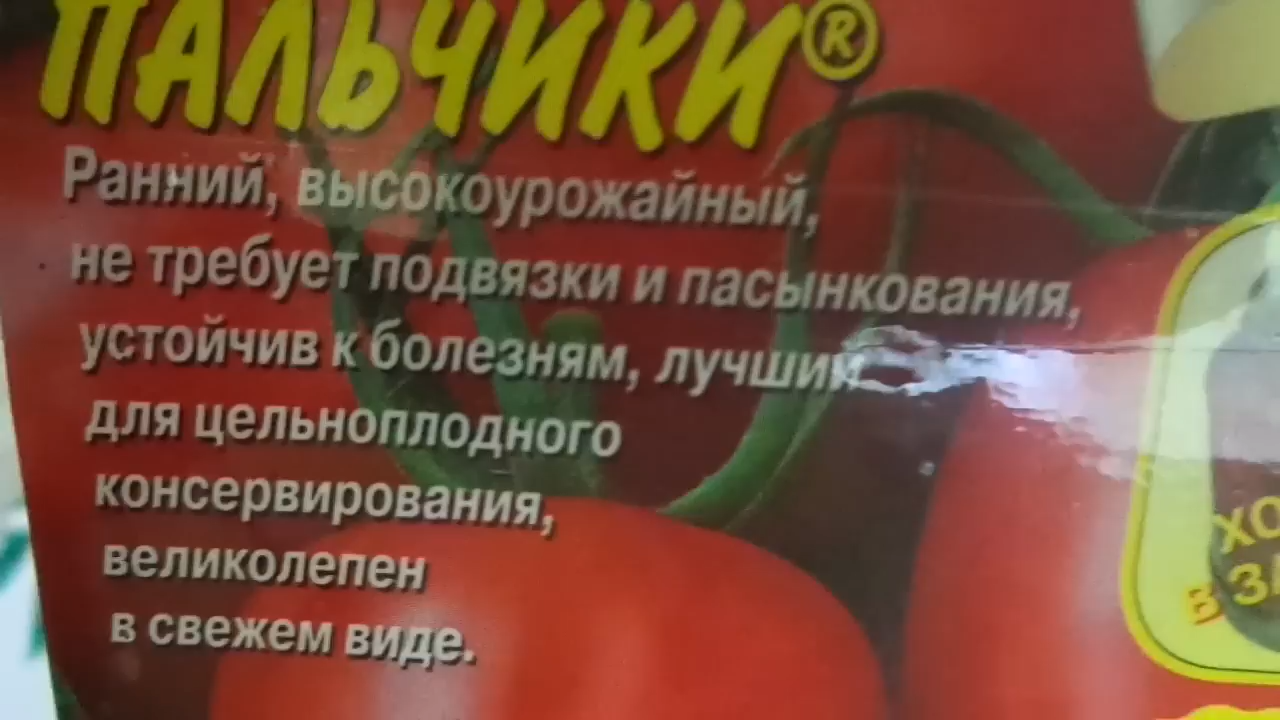 ПАЛЬЧИКИ®
Ранний, высокоурожайный,
не требует подвязки и пасынкования,
устойчив к болезням, лучший
для цельноплодного
консервирования,
великолепен
в свежем виде.
В